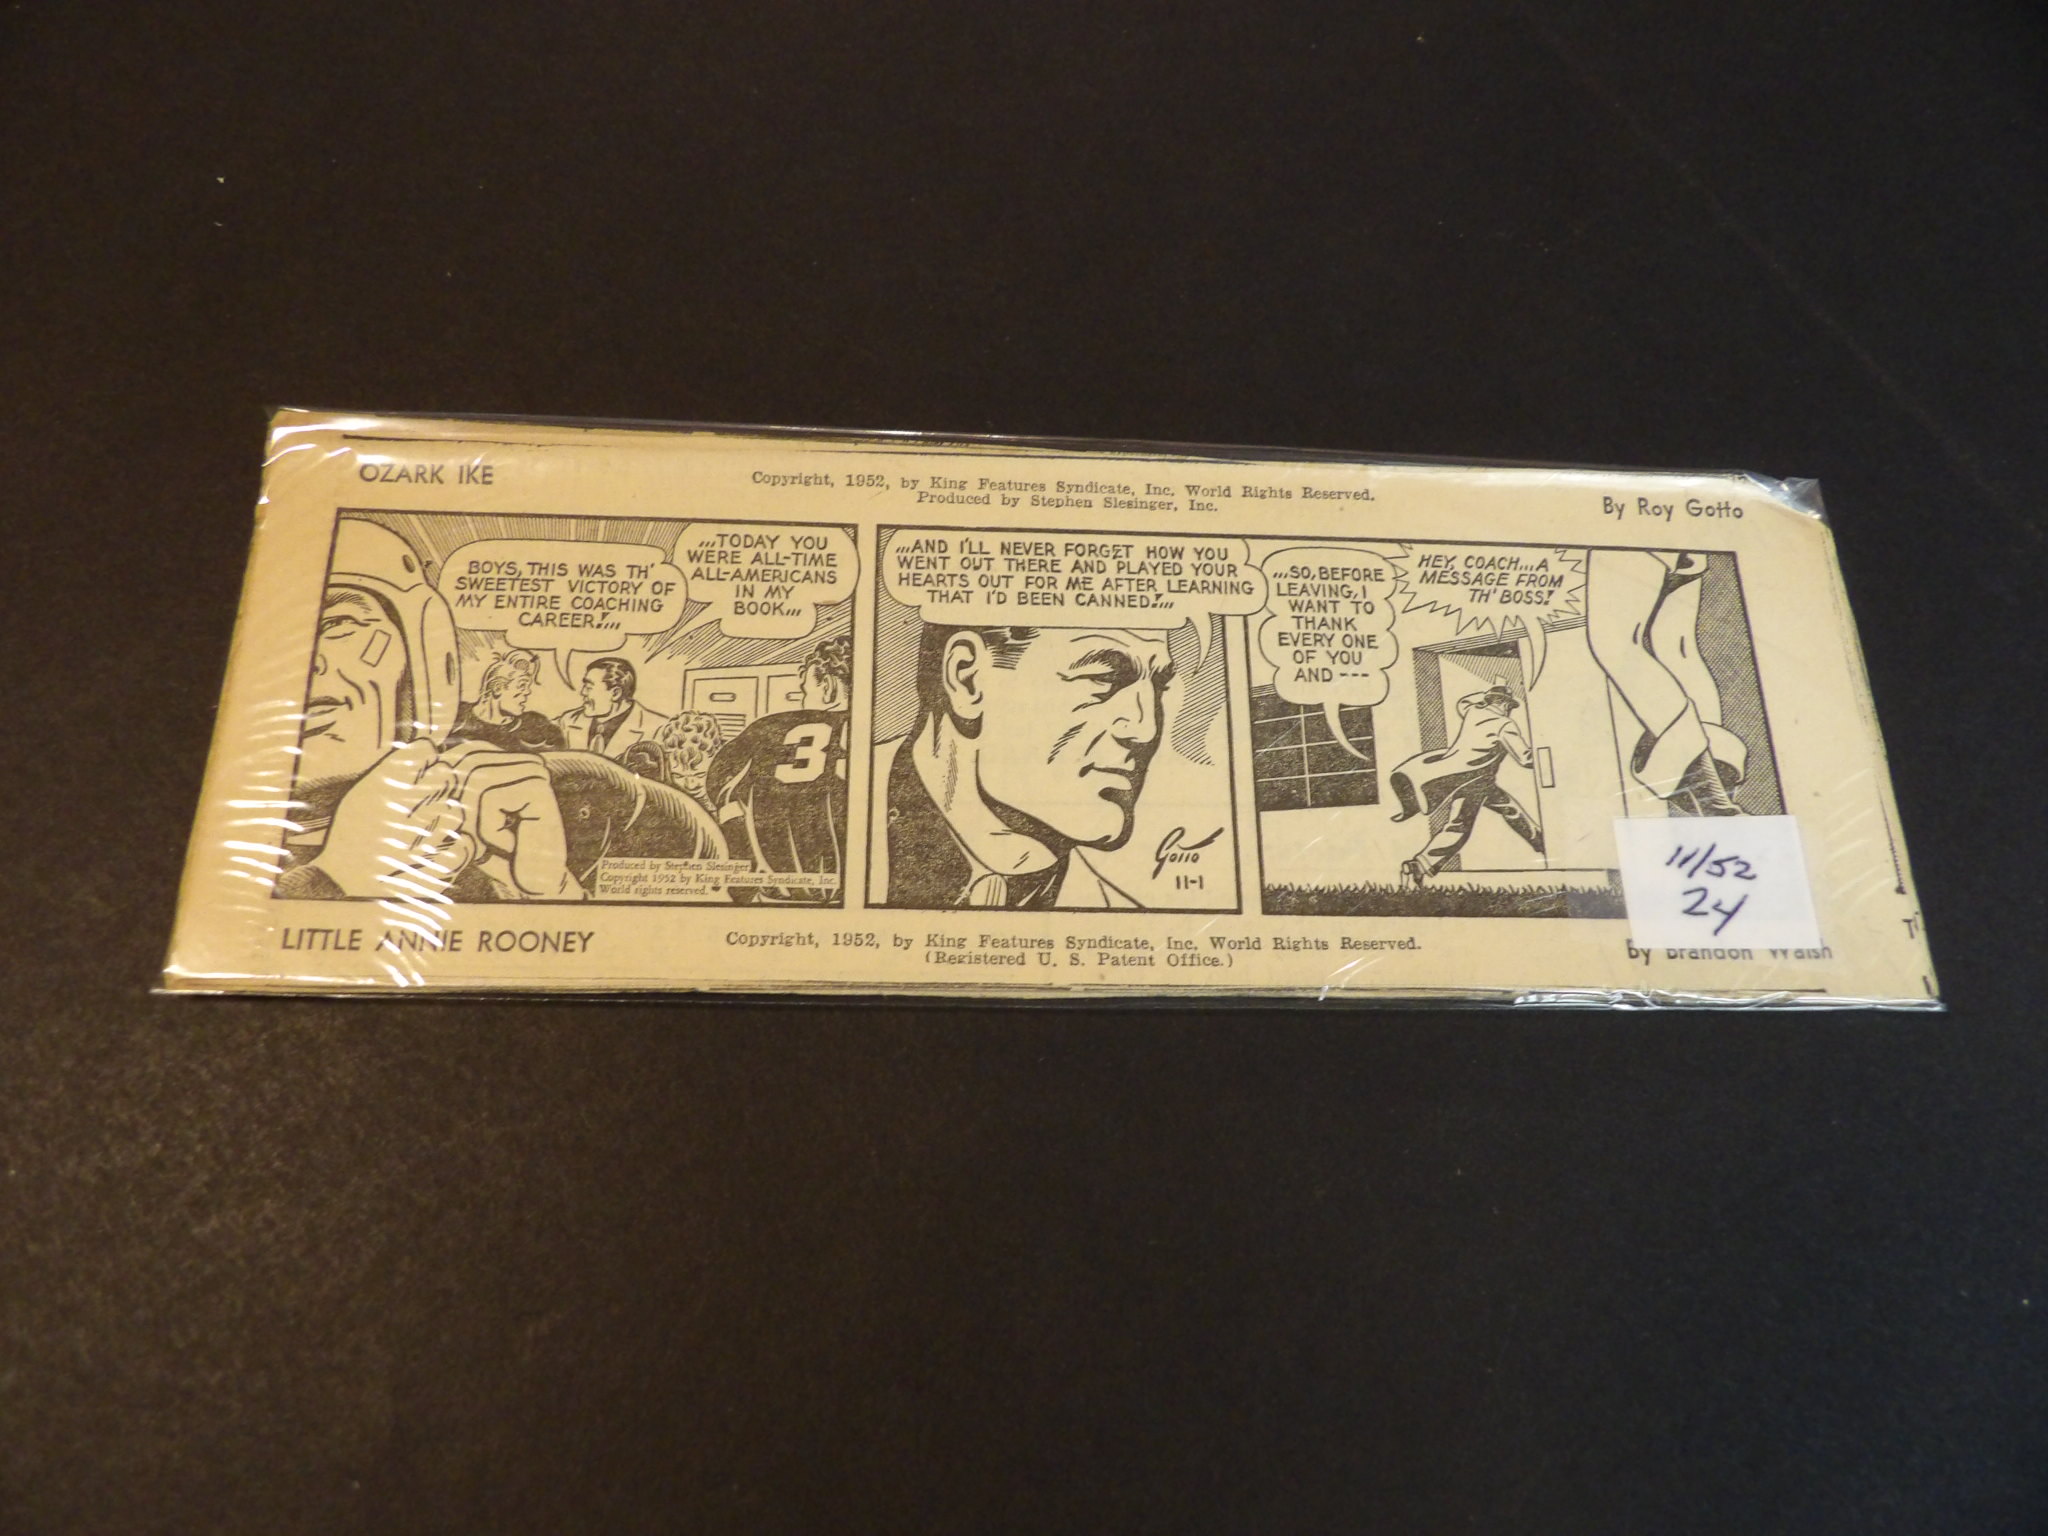 OZARK IKE
Copyright, 1952, by King Features Syndicate, Inc. World Rights Reserved.
Produced by Stephen Slesinger, Inc.
By Roy Gotto
BOYS, THIS WAS TH'
SWEETEST VICTORY OF
MY ENTIRE COACHING
CAREER!...
...TODAY YOU
WERE ALL-TIME
ALL-AMERICANS
IN MY
BOOK...
3
Produced by Stephen Slesinger
Copyright 1952 by King Features Syndicate, Inc.
World rights reserved.
...AND I'LL NEVER FORGET HOW YOU
WENT OUT THERE AND PLAYED YOUR
HEARTS OUT FOR ME AFTER LEARNING
THAT I'D BEEN CANNED!...
Gotto
11-1
...SO, BEFORE
LEAVING, I
WANT TO
THANK
EVERY ONE
OF YOU
AND ---
HEY, COACH...A
MESSAGE FROM
TH' BOSS!
11/52
24
LITTLE ANNIE ROONEY
Copyright, 1952, by King Features Syndicate, Inc. World Rights Reserved.
(Registered U. S. Patent Office.)
By Brandon Walsh